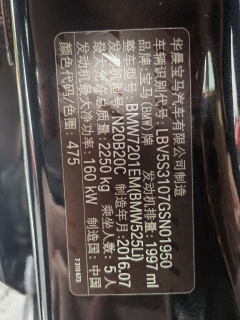 华晨宝马汽车有限公司制造
车辆识别代号: LBV5S3107GSN01950
品牌: 宝马 (BMW) 牌 发动机排量: 1997 ml
整车型号: BMW7201EM(BMW525Li)
发动机型号: N20B20C 制造年月: 2016.07
最大允许总质量: 2250 kg 乘坐人数: 5 人
发动机最大净功率: 160 kW 制造国: 中国
颜色代码/色圈: 475
7 310 673